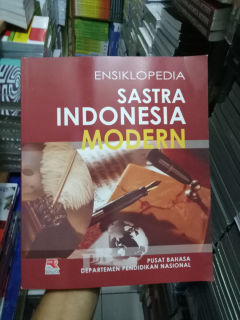 ENSIKLOPEDIA
SASTRA
INDONESIA
MODERN
PUSAT BAHASA
DEPARTEMEN PENDIDIKAN NASIONAL